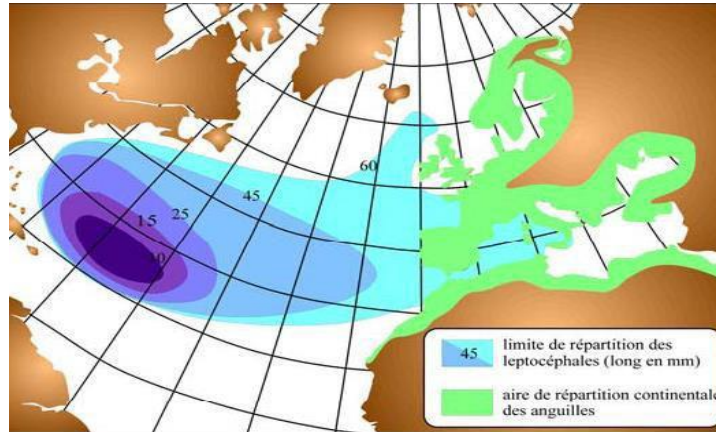 60
45
25
15
10
45
limite de répartition des
leptocéphales (long en mm)
aire de répartition continentale
des anguilles